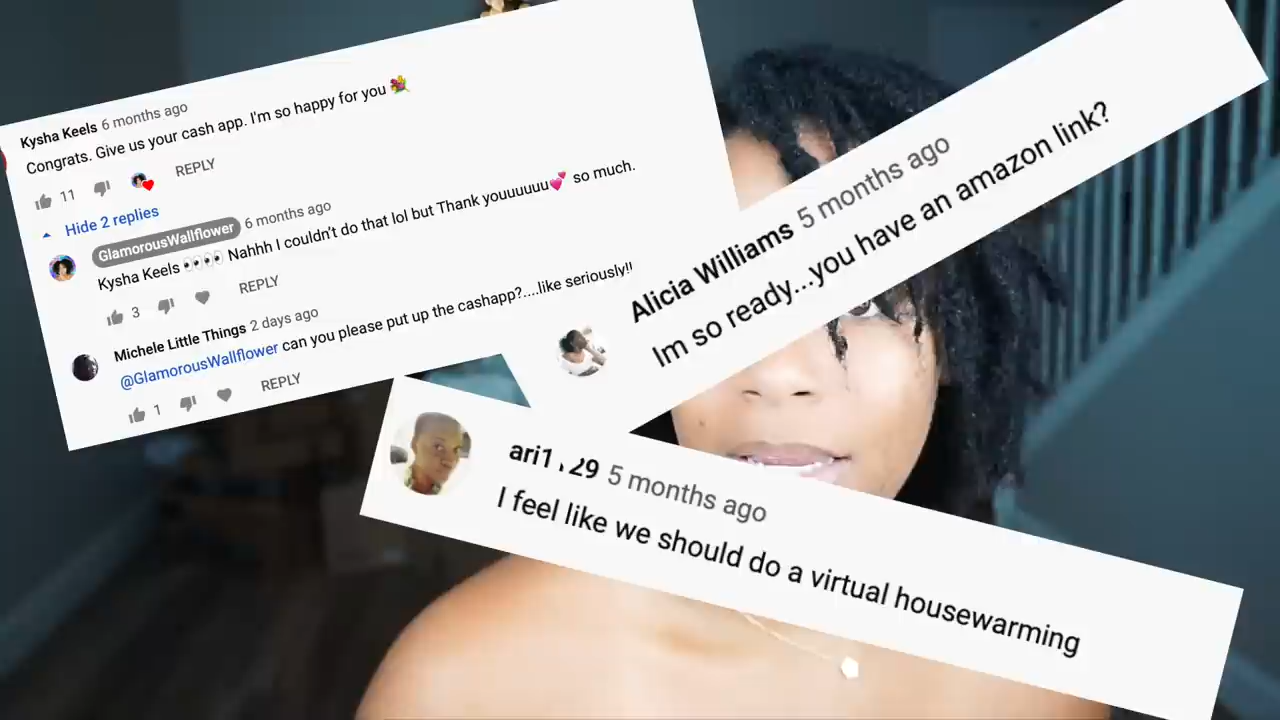 Kysha Keels 6 months ago
Congrats. Give us your cash app. I'm so happy for you 💐
11 REPLY
Hide 2 replies
GlamorousWallflower 6 months ago
Kysha Keels 👀👀 Nahhh I couldn't do that lol but Thank youuuuuu💕 so much.
3 REPLY
Michele Little Things 2 days ago
@GlamorousWallflower can you please put up the cashapp?....like seriously!!
1 REPLY
Alicia Williams 5 months ago
Im so ready...you have an amazon link?
5 months ago
I feel like we should do a virtual housewarming